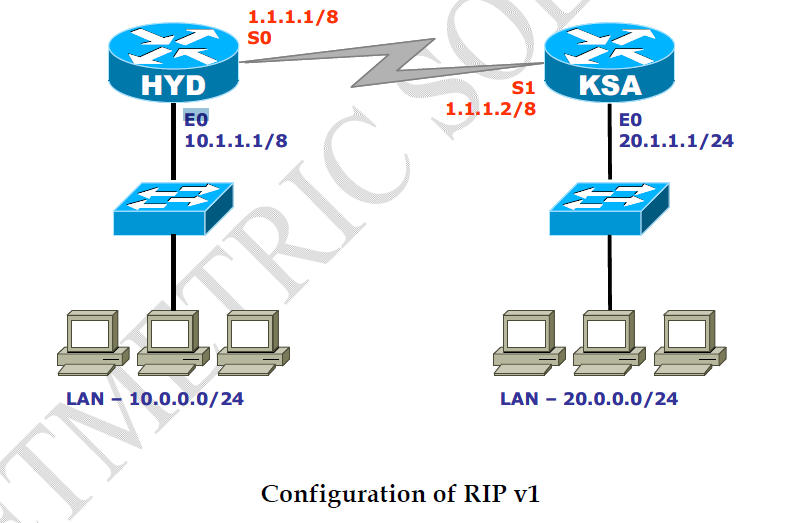 1.1.1.1/8
S0
HYD
KSA
S1
1.1.1.2/8
E0
10.1.1.1/8
E0
20.1.1.1/24
LAN – 10.0.0.0/24
LAN – 20.0.0.0/24
ETMETRIC SOL
Configuration of RIP v1